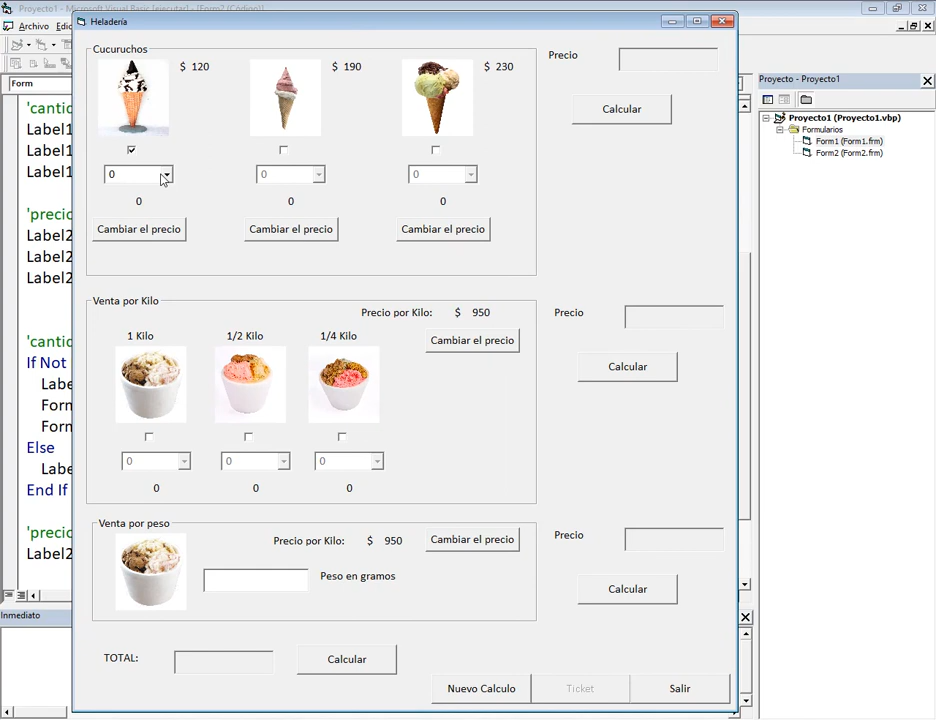 Proyecto1 - Microsoft Visual Basic [ejecutar] - [Form2 (Código)]
Archivo
Form
'cantic
Label1
Label1
Label1
'precio
Label2
Label2
Label2
'cantic
If Not
Labe
Form
Form
Else
Labe
End If
'precio
Label2
Inmediato
Heladería
Cucuruchos
$ 120
$ 190
$ 230
0
0
0
0
0
0
Cambiar el precio
Cambiar el precio
Cambiar el precio
Precio
Calcular
Venta por Kilo
Precio por Kilo: $ 950
1 Kilo
1/2 Kilo
1/4 Kilo
Cambiar el precio
0
0
0
0
0
0
Precio
Calcular
Venta por peso
Precio por Kilo: $ 950
Cambiar el precio
Peso en gramos
Precio
Calcular
TOTAL:
Calcular
Nuevo Calculo
Ticket
Salir
Proyecto - Proyecto1
Proyecto1 (Proyecto1.vbp)
Formularios
Form1 (Form1.frm)
Form2 (Form2.frm)